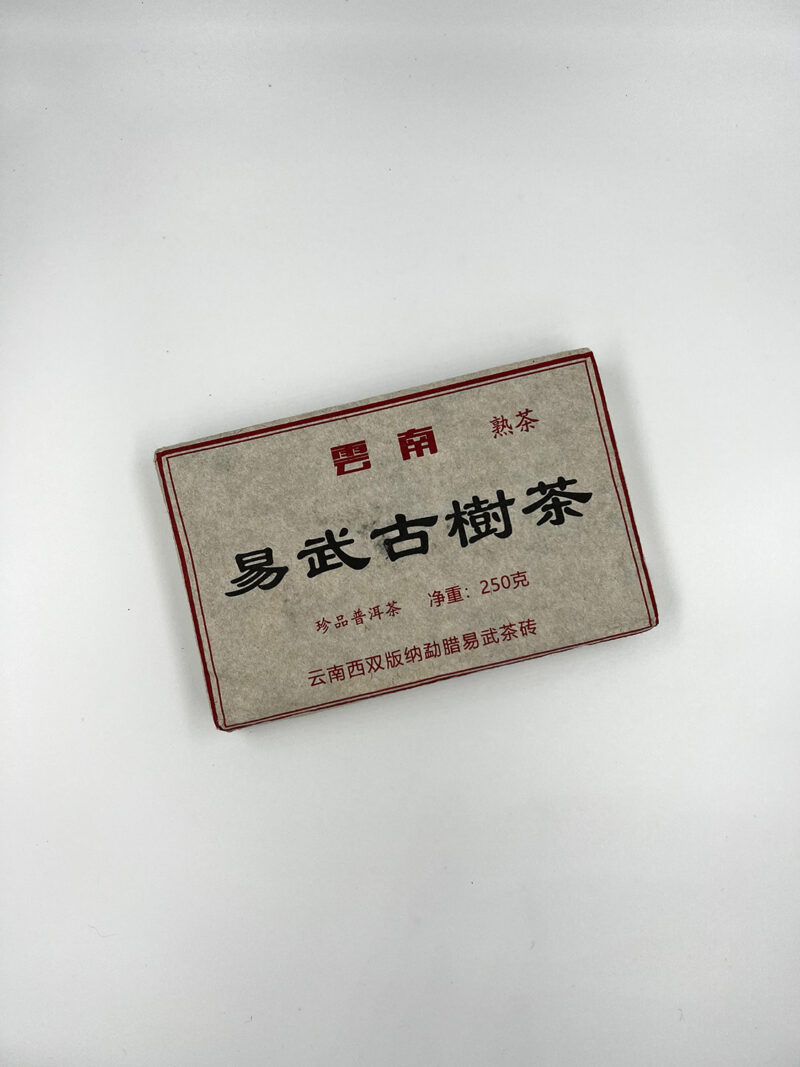 雲南 熟茶
易武古樹茶
珍品普洱茶 净重：250克
云南西双版纳勐腊易武茶砖